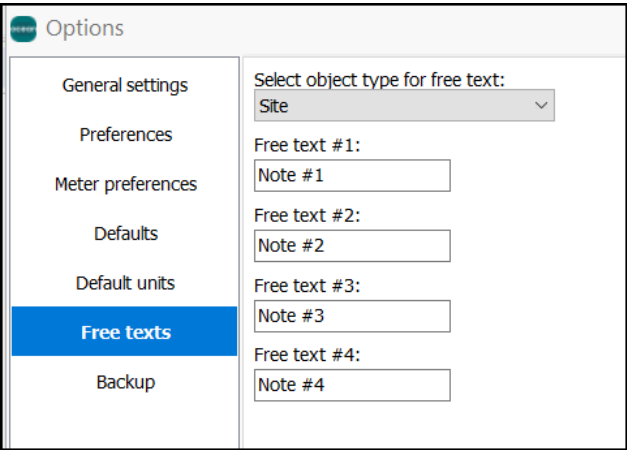 Options
General settings
Preferences
Meter preferences
Defaults
Default units
Free texts
Backup
Select object type for free text:
Site
Free text #1:
Note #1
Free text #2:
Note #2
Free text #3:
Note #3
Free text #4:
Note #4